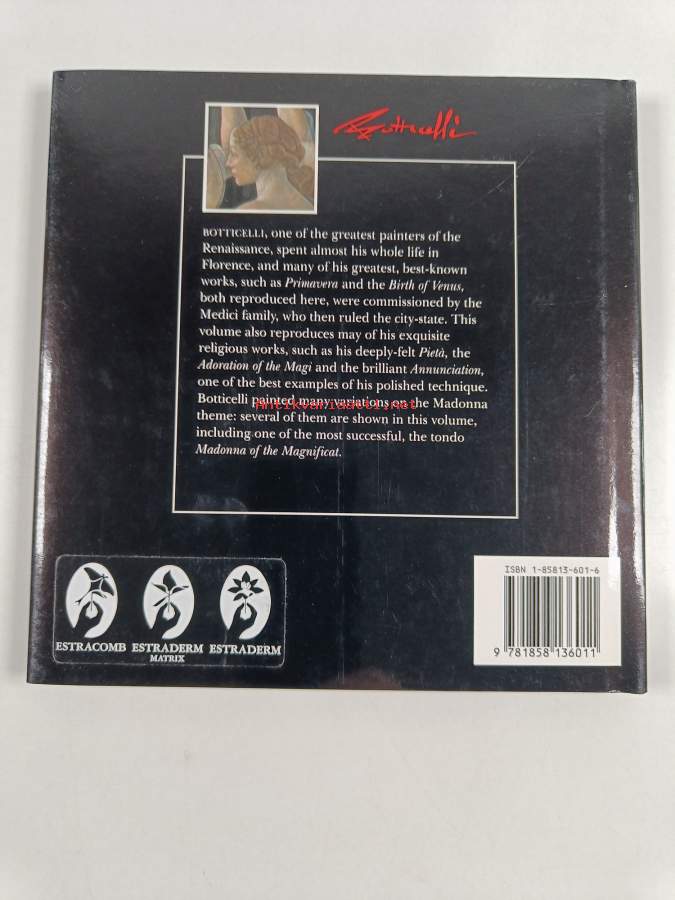 Botticelli
BOTTICELLI, one of the greatest painters of the
Renaissance, spent almost his whole life in
Florence, and many of his greatest, best-known
works, such as Primavera and the Birth of Venus,
both reproduced here, were commissioned by the
Medici family, who then ruled the city-state. This
volume also reproduces may of his exquisite
religious works, such as his deeply-felt Pietà, the
Adoration of the Magi and the brilliant Annunciation,
one of the best examples of his polished technique.
Botticelli painted many variations on the Madonna
Antikvariaatti.net
theme: several of them are shown in this volume,
including one of the most successful, the tondo
Madonna of the Magnificat.
ESTRACOMB
ESTRADERM
MATRIX
ESTRADERM
ISBN 1-85813-601-6
9 781858 136011